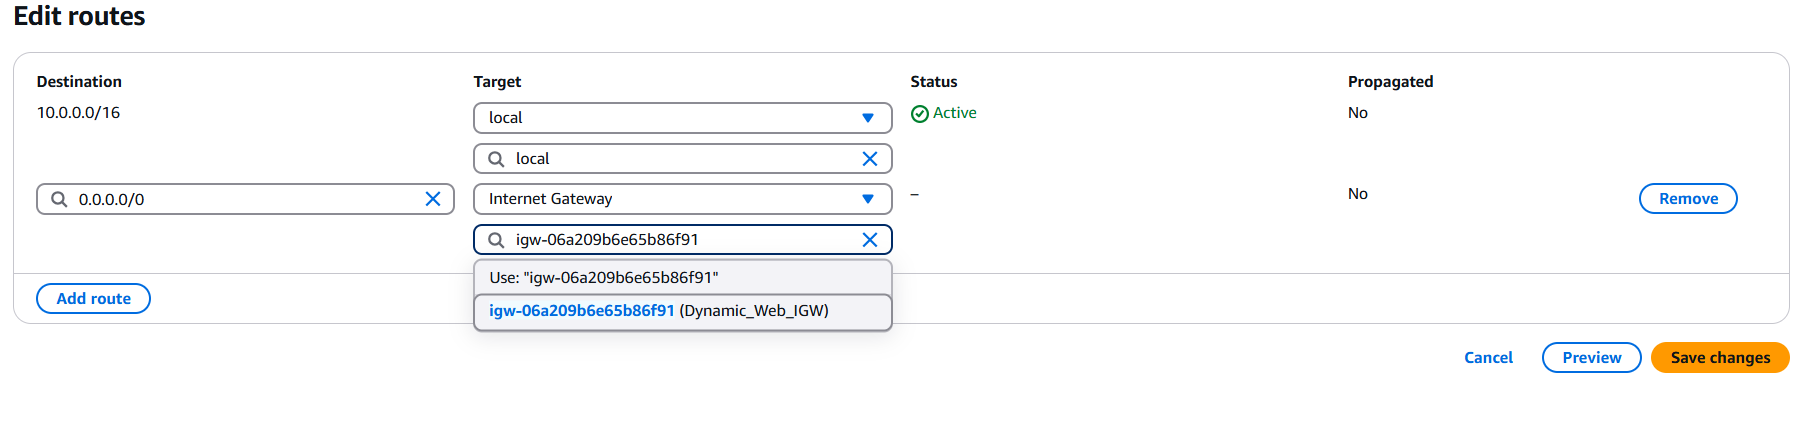 Edit routes
Destination Target Status Propagated
10.0.0.0/16 local Active No
local
0.0.0.0/0 Internet Gateway – No Remove
igw-06a209b6e65b86f91
Use: "igw-06a209b6e65b86f91"
Add route igw-06a209b6e65b86f91 (Dynamic_Web_IGW)
Cancel Preview Save changes